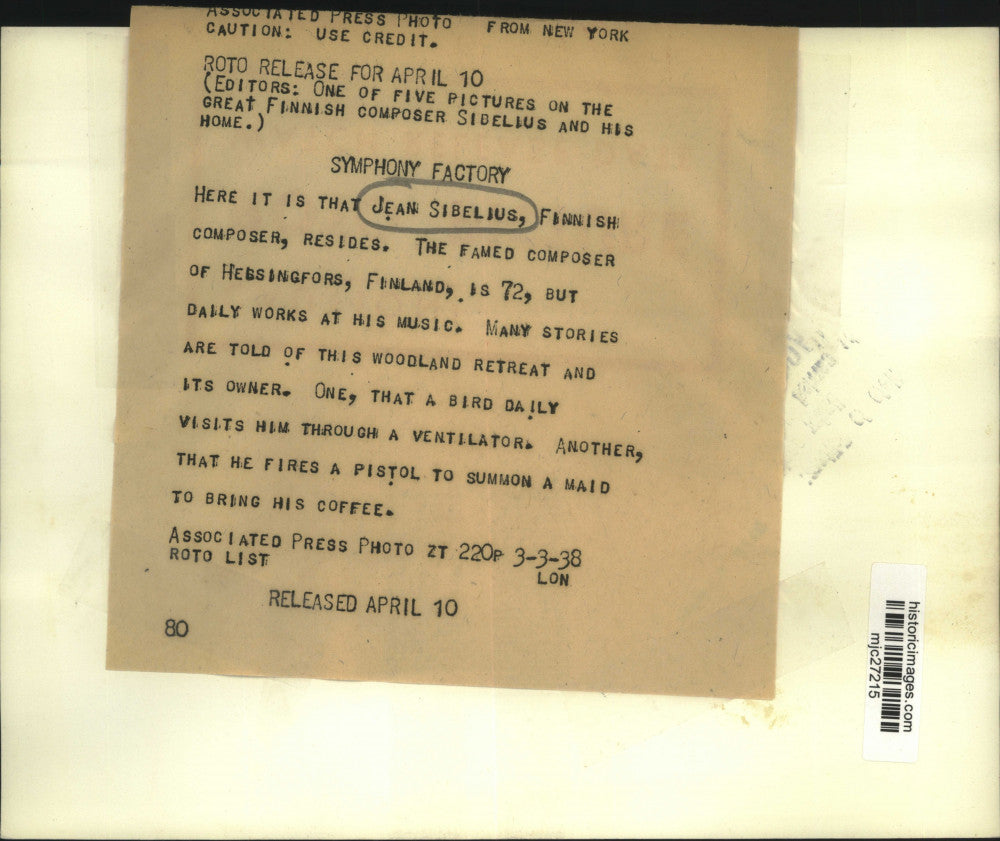 ASSOCIATED PRESS PHOTO FROM NEW YORK
CAUTION: USE CREDIT.
ROTO RELEASE FOR APRIL 10
(EDITORS: ONE OF FIVE PICTURES ON THE
GREAT FINNISH COMPOSER SIBELIUS AND HIS
HOME.)
SYMPHONY FACTORY
HERE IT IS THAT JEAN SIBELIUS, FINNISH
COMPOSER, RESIDES. THE FAMED COMPOSER
OF HELSINGFORS, FINLAND, IS 72, BUT
DAILY WORKS AT HIS MUSIC. MANY STORIES
ARE TOLD OF THIS WOODLAND RETREAT AND
ITS OWNER. ONE, THAT A BIRD DAILY
VISITS HIM THROUGH A VENTILATOR. ANOTHER,
THAT HE FIRES A PISTOL TO SUMMON A MAID
TO BRING HIS COFFEE.
ASSOCIATED PRESS PHOTO ZT 220P 3-3-38
ROTO LIST
LON
RELEASED APRIL 10
80
historicimages.com
mjc27215